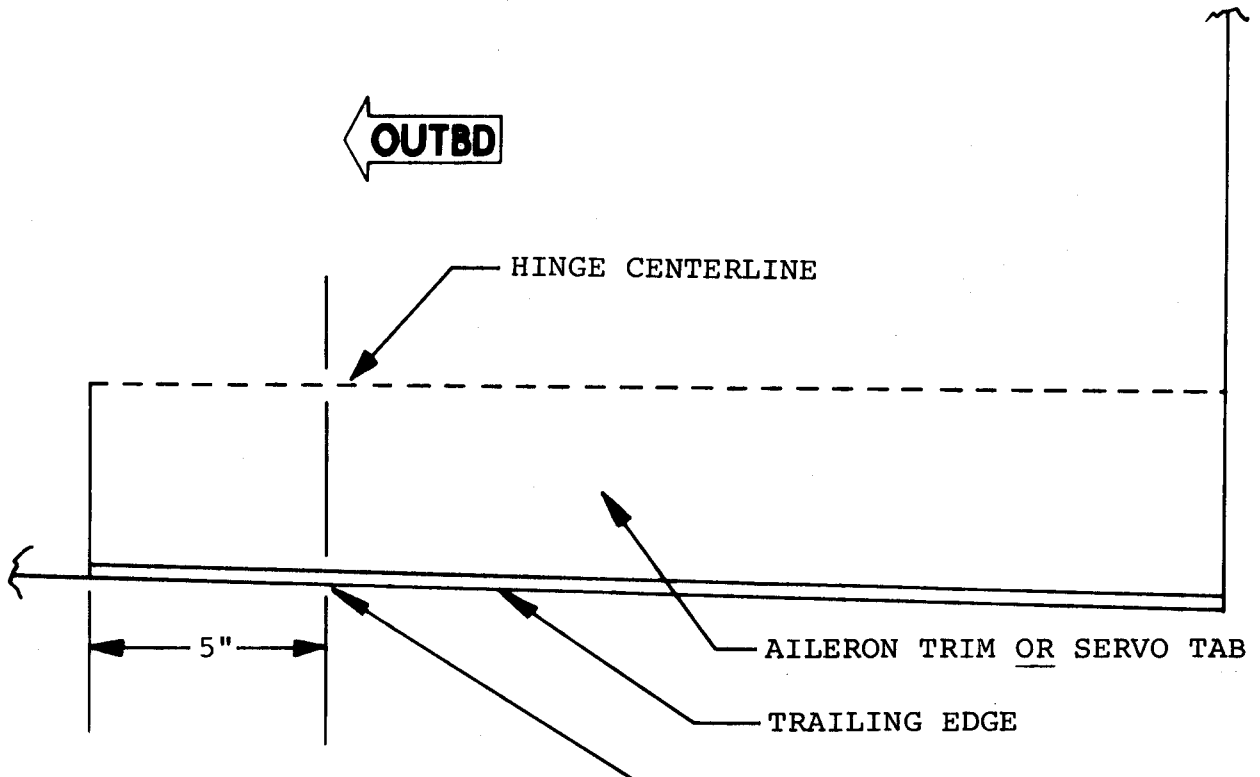 OUTBD
HINGE CENTERLINE
5"
AILERON TRIM OR SERVO TAB
TRAILING EDGE